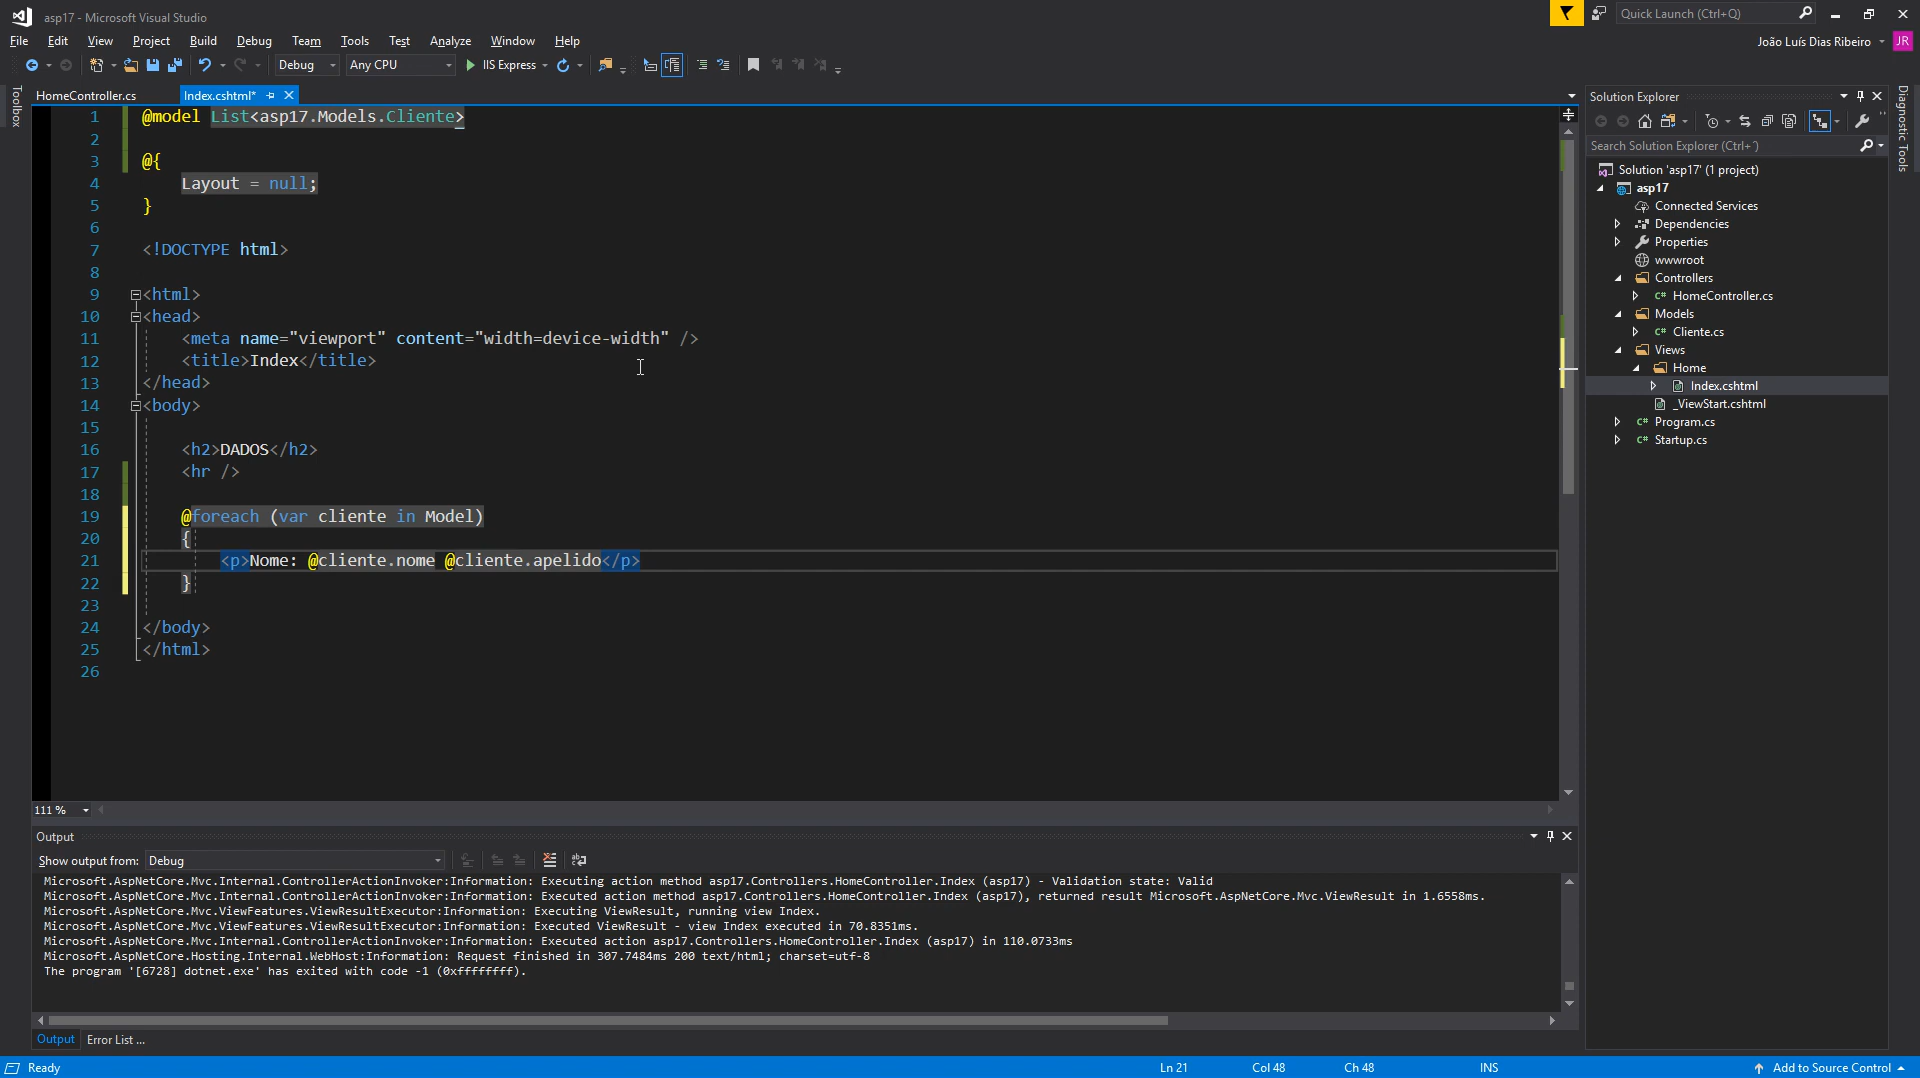 asp17 - Microsoft Visual Studio
Quick Launch (Ctrl+Q)
File Edit View Project Build Debug Team Tools Test Analyze Window Help
João Luís Dias Ribeiro JR
Debug Any CPU IIS Express
Toolbox
HomeController.cs Index.cshtml*
1 @model List<asp17.Models.Cliente>
2
3 @{
4 Layout = null;
5 }
6
7 <!DOCTYPE html>
8
9 <html>
10 <head>
11 <meta name="viewport" content="width=device-width" />
12 <title>Index</title>
13 </head>
14 <body>
15
16 <h2>DADOS</h2>
17 <hr />
18
19 @foreach (var cliente in Model)
20 {
21 <p>Nome: @cliente.nome @cliente.apelido</p>
22 }
23
24 </body>
25 </html>
26
111 %
Solution Explorer
Search Solution Explorer (Ctrl+´)
Solution 'asp17' (1 project)
asp17
Connected Services
Dependencies
Properties
wwwroot
Controllers
C# HomeController.cs
Models
C# Cliente.cs
Views
Home
Index.cshtml
_ViewStart.cshtml
C# Program.cs
C# Startup.cs
Diagnostic Tools
Output
Show output from: Debug
Microsoft.AspNetCore.Mvc.Internal.ControllerActionInvoker:Information: Executing action method asp17.Controllers.HomeController.Index (asp17) - Validation state: Valid
Microsoft.AspNetCore.Mvc.Internal.ControllerActionInvoker:Information: Executed action method asp17.Controllers.HomeController.Index (asp17), returned result Microsoft.AspNetCore.Mvc.ViewResult in 1.6558ms.
Microsoft.AspNetCore.Mvc.ViewFeatures.ViewResultExecutor:Information: Executing ViewResult, running view Index.
Microsoft.AspNetCore.Mvc.ViewFeatures.ViewResultExecutor:Information: Executed ViewResult - view Index executed in 70.8351ms.
Microsoft.AspNetCore.Mvc.Internal.ControllerActionInvoker:Information: Executed action asp17.Controllers.HomeController.Index (asp17) in 110.0733ms
Microsoft.AspNetCore.Hosting.Internal.WebHost:Information: Request finished in 307.7484ms 200 text/html; charset=utf-8
The program '[6728] dotnet.exe' has exited with code -1 (0xffffffff).
Output Error List ...
Ready Ln 21 Col 48 Ch 48 INS Add to Source Control